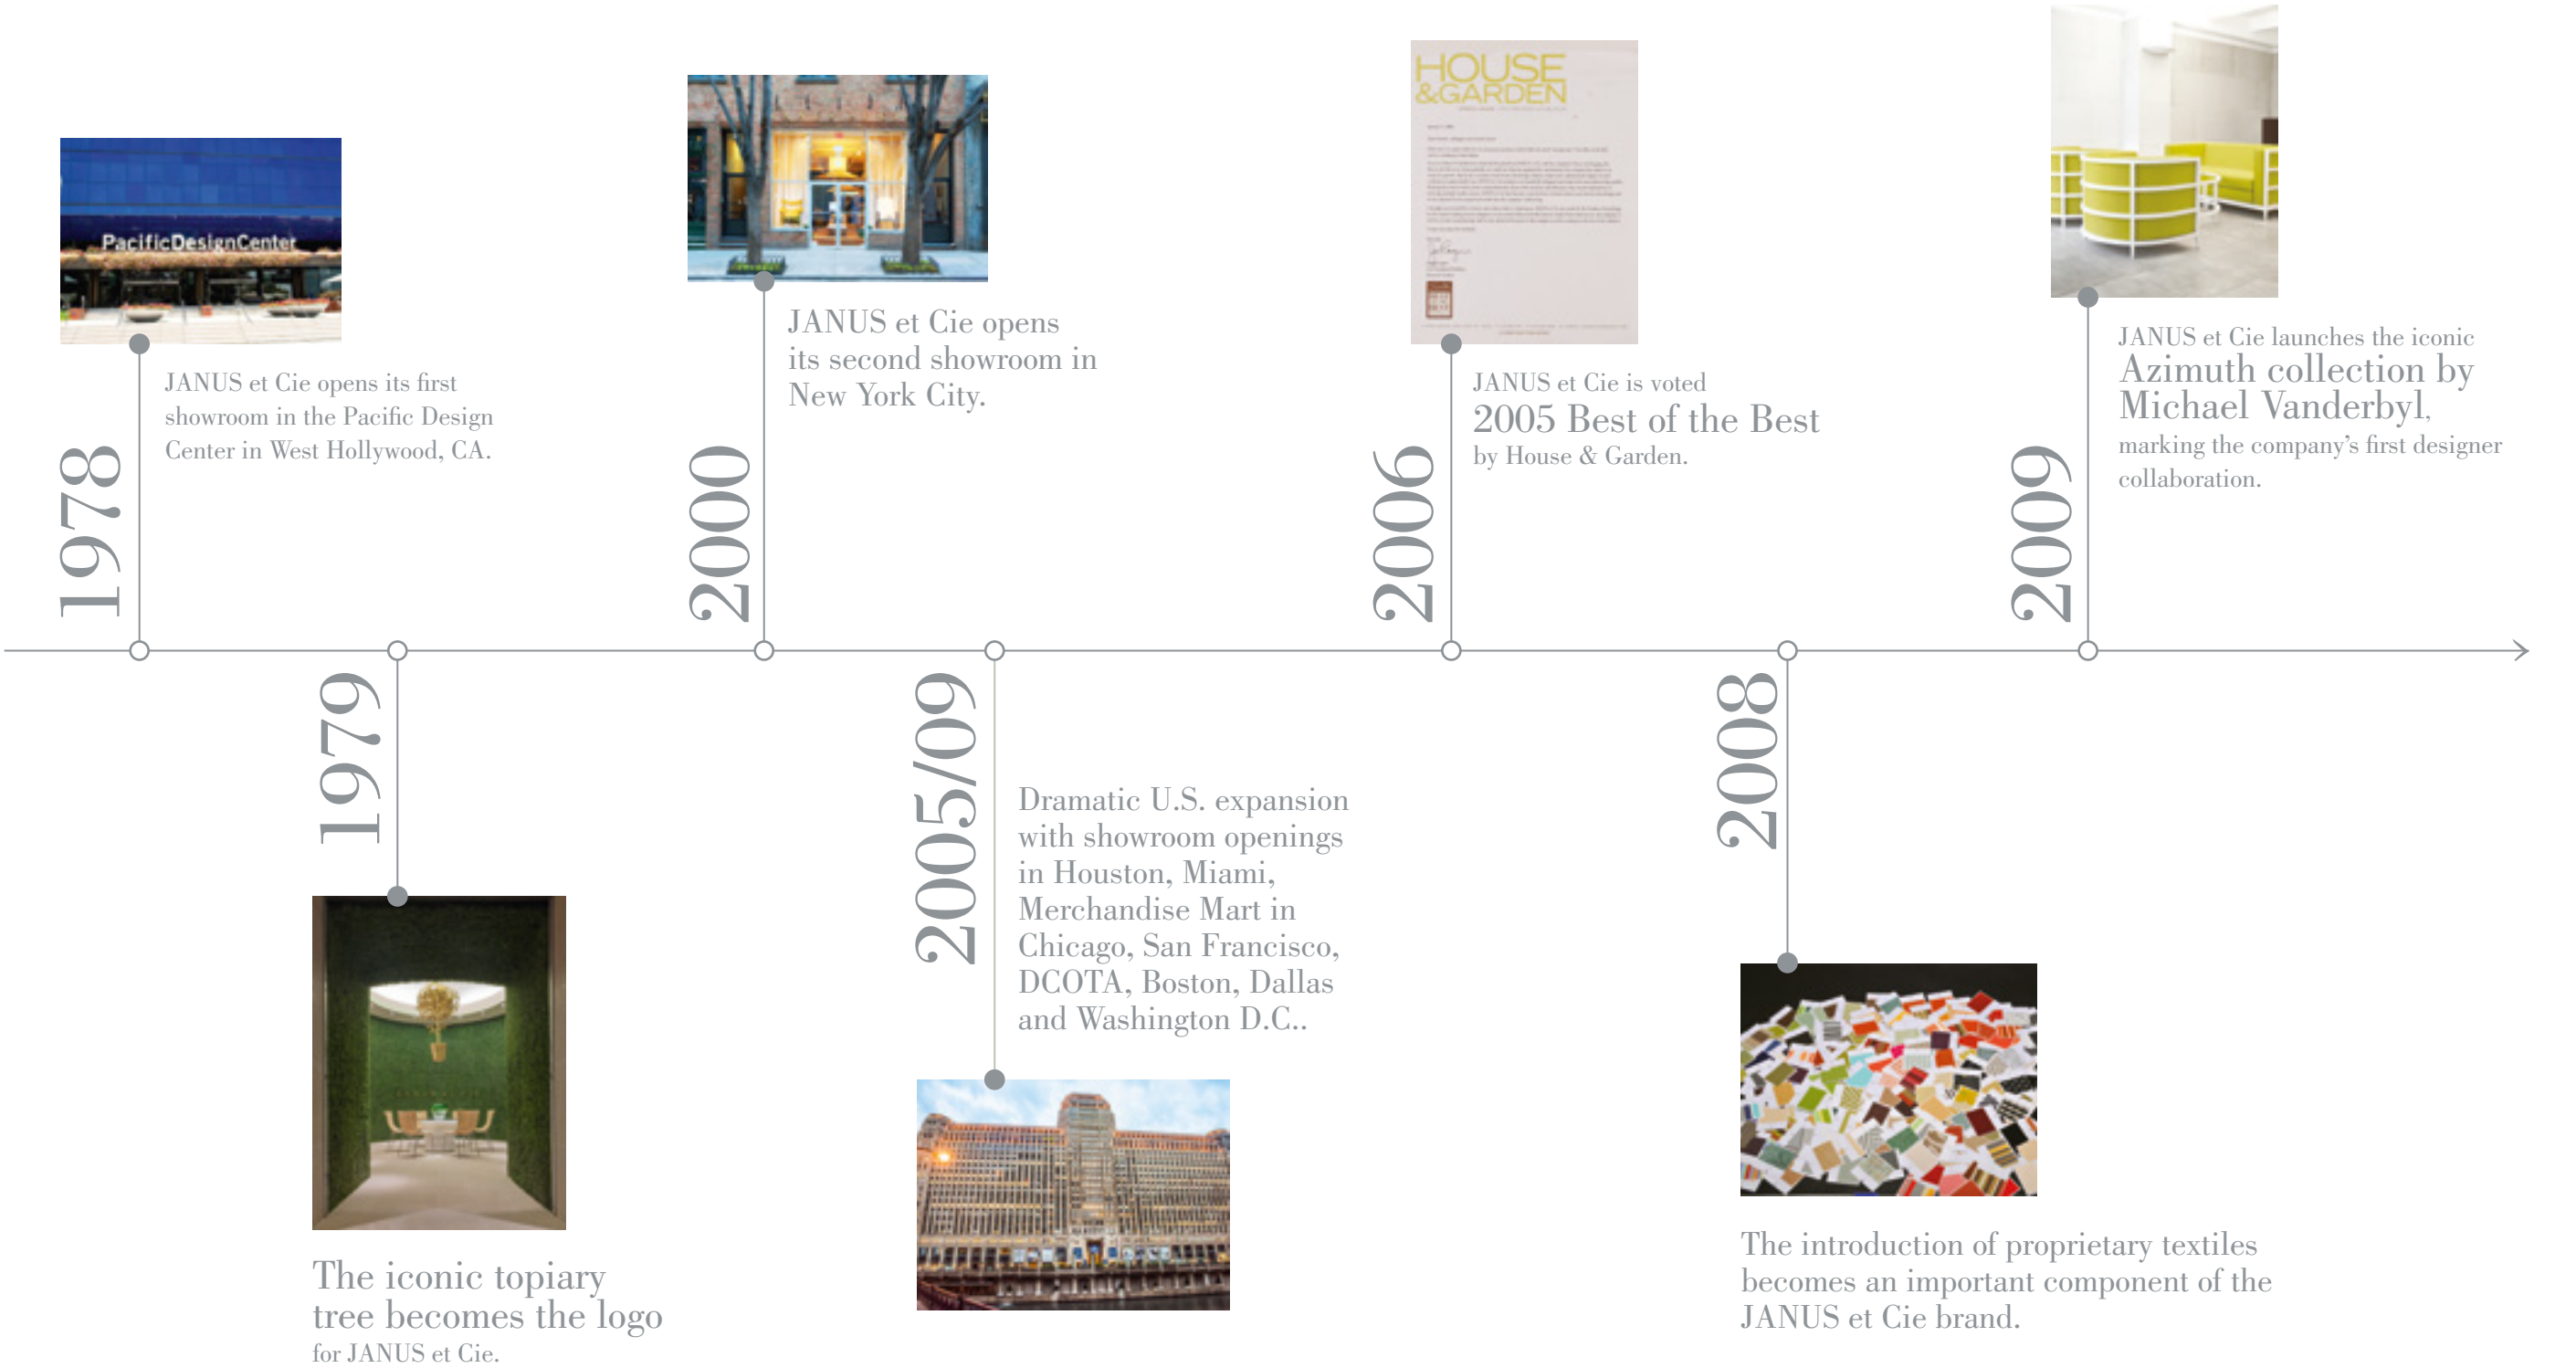 PacificDesignCenter
1978
JANUS et Cie opens its first
showroom in the Pacific Design
Center in West Hollywood, CA.
1979
The iconic topiary
tree becomes the logo
for JANUS et Cie.
2000
JANUS et Cie opens
its second showroom in
New York City.
2005/09
Dramatic U.S. expansion
with showroom openings
in Houston, Miami,
Merchandise Mart in
Chicago, San Francisco,
DCOTA, Boston, Dallas
and Washington D.C..
HOUSE
&GARDEN
2006
JANUS et Cie is voted
2005 Best of the Best
by House & Garden.
2008
The introduction of proprietary textiles
becomes an important component of the
JANUS et Cie brand.
2009
JANUS et Cie launches the iconic
Azimuth collection by
Michael Vanderbyl,
marking the company’s first designer
collaboration.